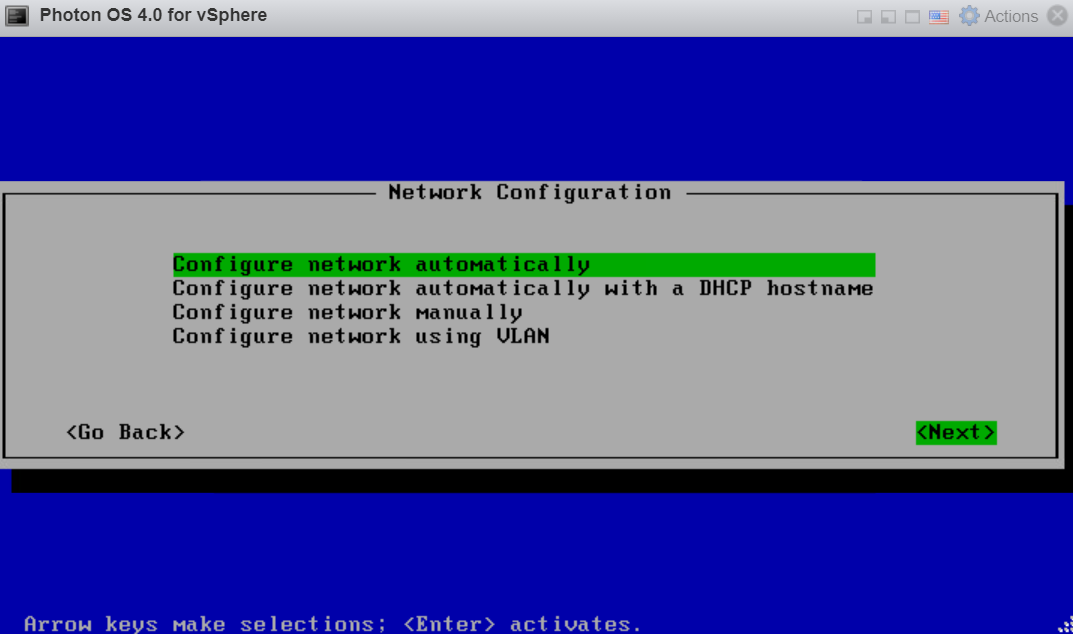 Photon OS 4.0 for vSphere
Actions
Network Configuration
Configure network automatically
Configure network automatically with a DHCP hostname
Configure network manually
Configure network using VLAN
<Go Back> <Next>
Arrow keys make selections; <Enter> activates.